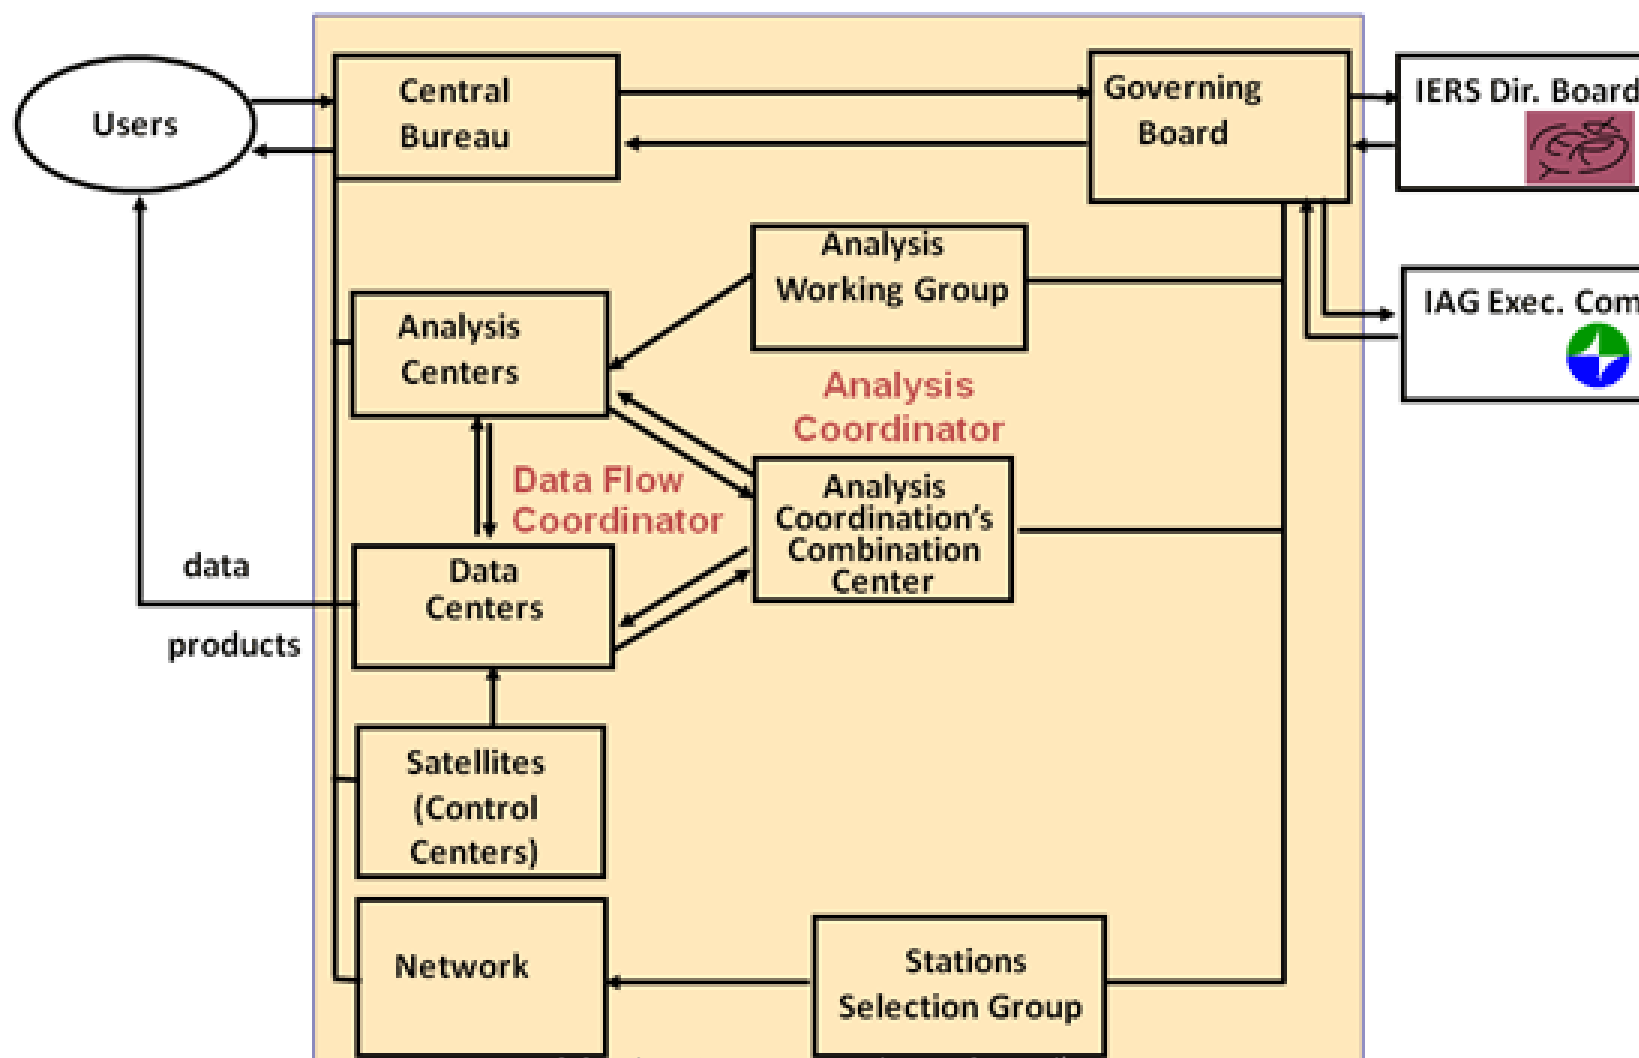 Users
Central
Bureau
Governing
Board
IERS Dir. Board
Analysis
Working Group
IAG Exec. Com
Analysis
Centers
Analysis
Coordinator
Data Flow
Coordinator
Analysis
Coordination's
Combination
Center
data
products
Data
Centers
Satellites
(Control
Centers)
Network
Stations
Selection Group